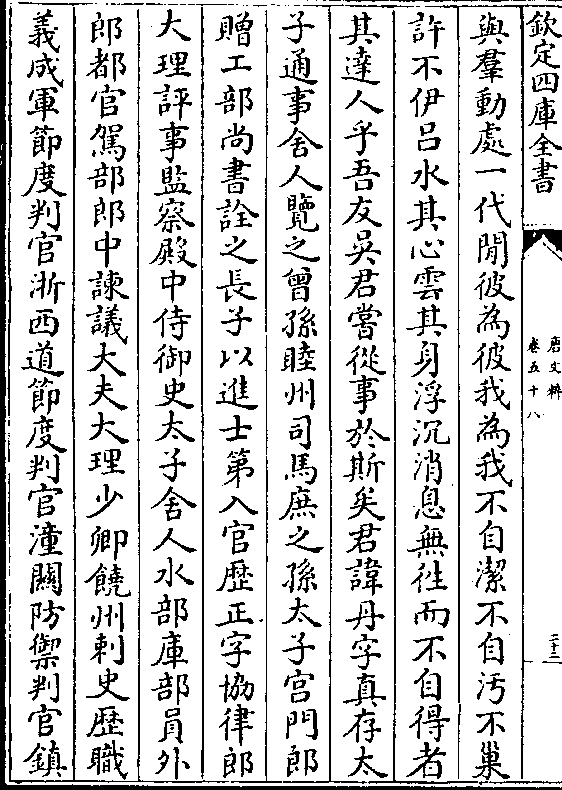 欽定四庫全書
唐文粹
卷五十八
二十三
與羣動處一代閒彼為彼我為我不自潔不自汚不巢
許不伊呂水其心雲其身浮沉消息無徃而不自得者
其達人乎吾友吳君嘗從事於斯矣君諱丹字真存太
子通事舍人覽之曾孫睦州司馬庶之孫太子宫門郎
贈工部尚書詮之長子以進士第入官歴正字協律郎
大理評事監察殿中侍御史太子舍人水部庫部員外
郎都官駕部郎中諫議大夫大理少卿饒州刺史歴職
義成軍節度判官浙西道節度判官潼關防禦判官鎮